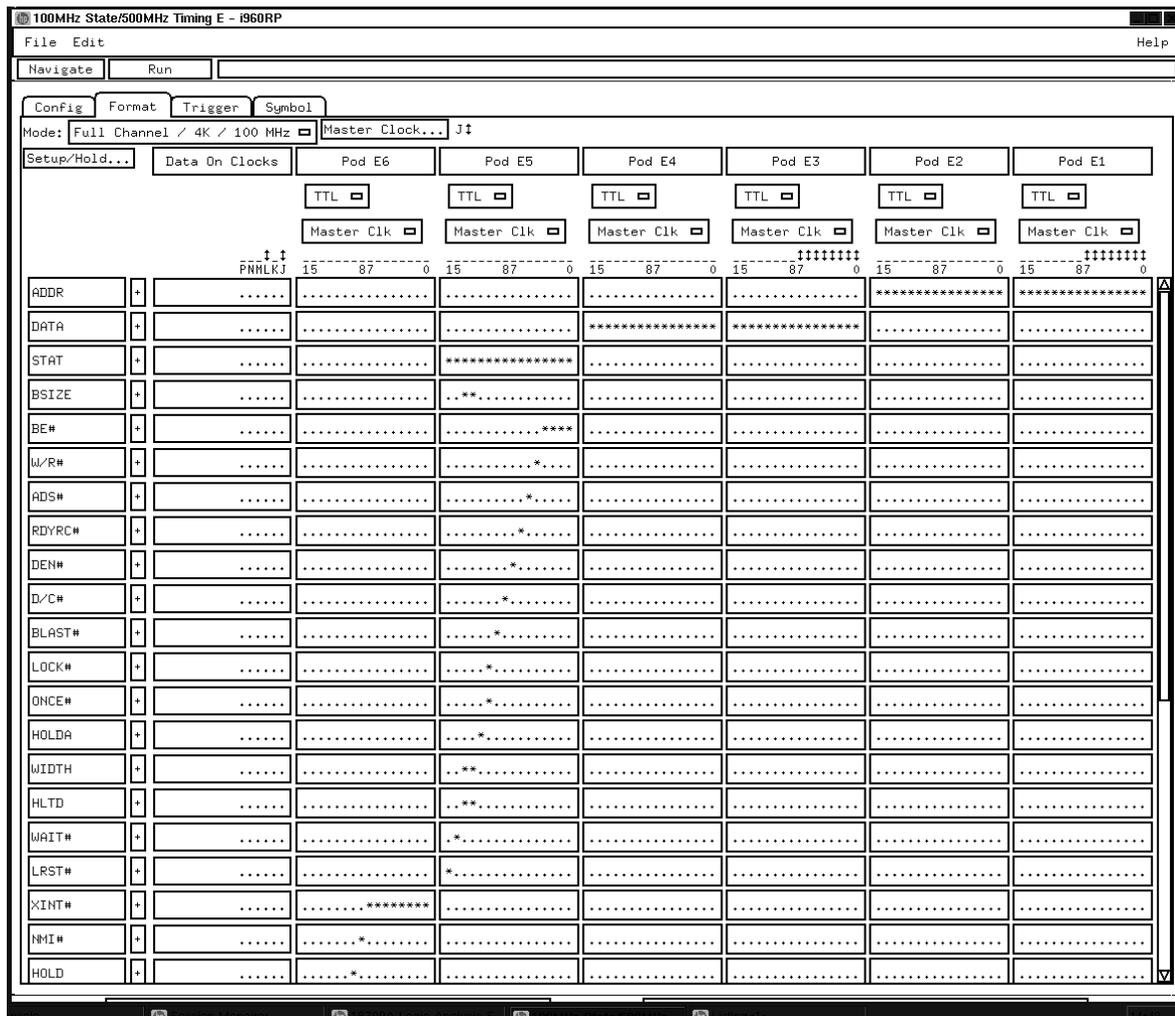 100MHz State/500MHz Timing E - i960RP
File Edit Help
Navigate Run
Config Format Trigger Symbol
Mode: Full Channel / 4K / 100 MHz Master Clock... J↕
Setup/Hold... Data On Clocks Pod E6 Pod E5 Pod E4 Pod E3 Pod E2 Pod E1
TTL TTL TTL TTL TTL TTL
Master Clk Master Clk Master Clk Master Clk Master Clk Master Clk
PNMLKJ 15 87 0 15 87 0 15 87 0 15 87 0 15 87 0 15 87 0
ADDR + ...... ................ ................ ................ ................ **************** ****************
DATA + ...... ................ ................ **************** **************** ................ ................
STAT + ...... ................ **************** ................ ................ ................ ................
BSIZE + ...... ................ ..**............ ................ ................ ................ ................
BE# + ...... ................ ............**** ................ ................ ................ ................
W/R# + ...... ................ ...........*.... ................ ................ ................ ................
ADS# + ...... ................ ..........*..... ................ ................ ................ ................
RDYRC# + ...... ................ .........*...... ................ ................ ................ ................
DEN# + ...... ................ ........*....... ................ ................ ................ ................
D/C# + ...... ................ .......*........ ................ ................ ................ ................
BLAST# + ...... ................ ......*......... ................ ................ ................ ................
LOCK# + ...... ................ .....*.......... ................ ................ ................ ................
ONCE# + ...... ................ .....*.......... ................ ................ ................ ................
HOLDA + ...... ................ ....*........... ................ ................ ................ ................
WIDTH + ...... ................ ..**............ ................ ................ ................ ................
HLTD + ...... ................ ..**............ ................ ................ ................ ................
WAIT# + ...... ................ .*.............. ................ ................ ................ ................
LRST# + ...... ................ *............... ................ ................ ................ ................
XINT# + ...... ........******** ................ ................ ................ ................ ................
NMI# + ...... .......*........ ................ ................ ................ ................ ................
HOLD + ...... ......*......... ................ ................ ................ ................ ................